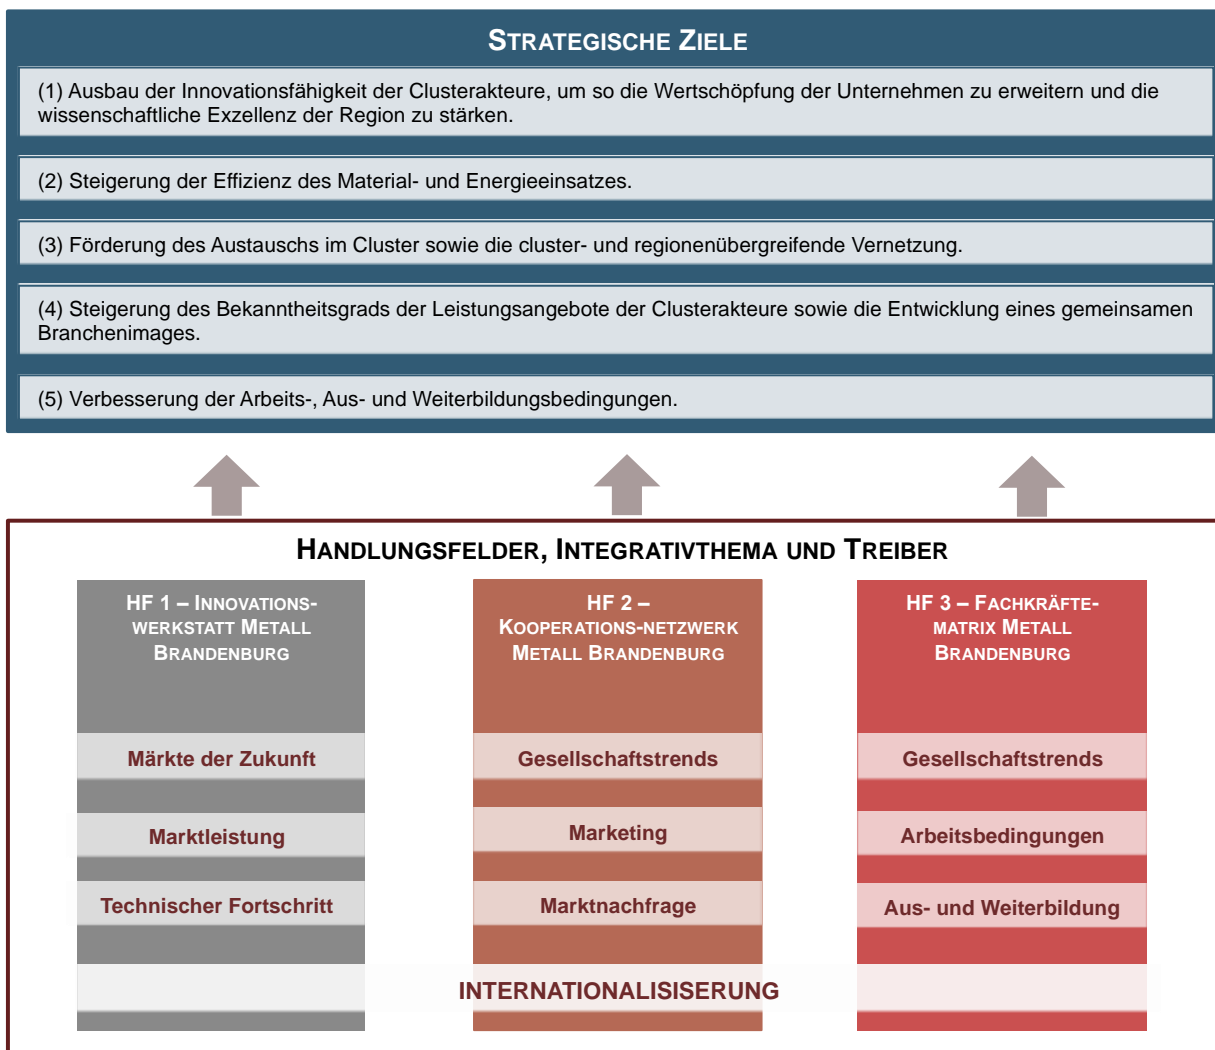 STRATEGISCHE ZIELE
(1) Ausbau der Innovationsfähigkeit der Clusterakteure, um so die Wertschöpfung der Unternehmen zu erweitern und die
wissenschaftliche Exzellenz der Region zu stärken.
(2) Steigerung der Effizienz des Material- und Energieeinsatzes.
(3) Förderung des Austauschs im Cluster sowie die cluster- und regionenübergreifende Vernetzung.
(4) Steigerung des Bekanntheitsgrads der Leistungsangebote der Clusterakteure sowie die Entwicklung eines gemeinsamen
Branchenimages.
(5) Verbesserung der Arbeits-, Aus- und Weiterbildungsbedingungen.
HANDLUNGSFELDER, INTEGRATIVTHEMA UND TREIBER
HF 1 – INNOVATIONS-
WERKSTATT METALL
BRANDENBURG
Märkte der Zukunft
Marktleistung
Technischer Fortschritt
HF 2 –
KOOPERATIONS-NETZWERK
METALL BRANDENBURG
Gesellschaftstrends
Marketing
Marktnachfrage
HF 3 – FACHKRÄFTE-
MATRIX METALL
BRANDENBURG
Gesellschaftstrends
Arbeitsbedingungen
Aus- und Weiterbildung
INTERNATIONALISISERUNG